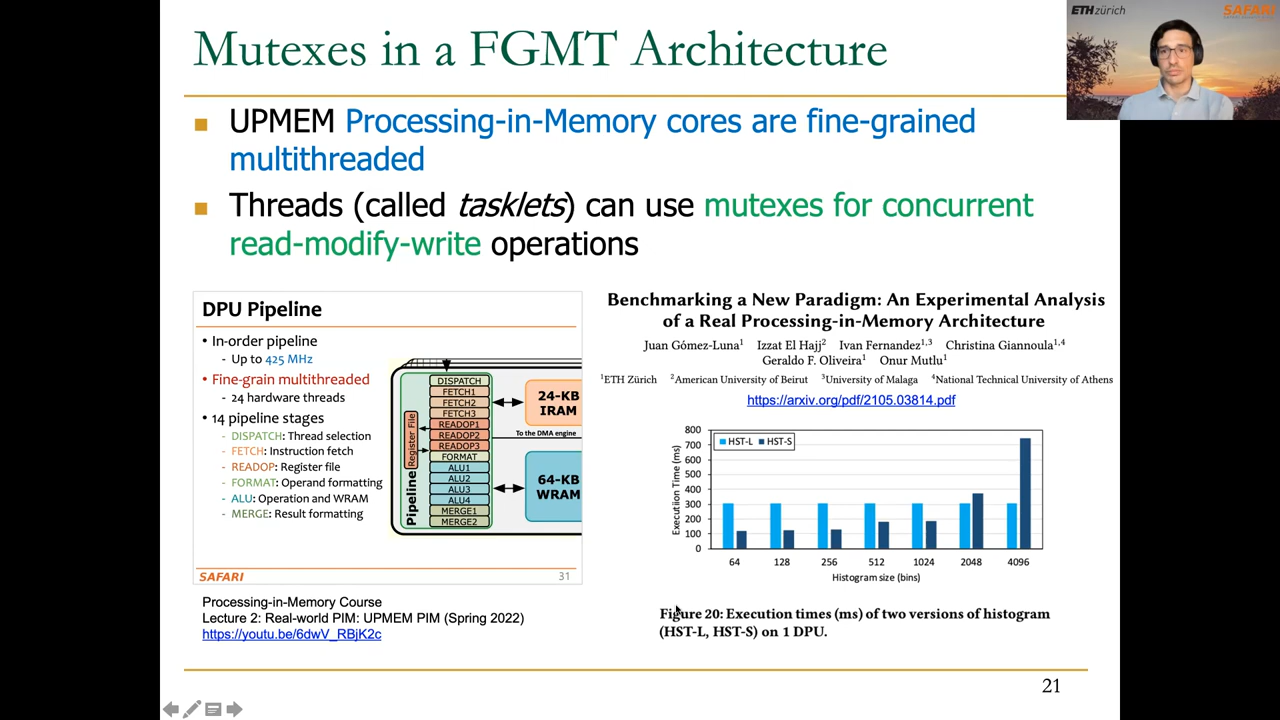 Mutexes in a FGMT Architecture
ETH zürich
SAFARI
■ UPMEM Processing-in-Memory cores are fine-grained
multithreaded
■ Threads (called tasklets) can use mutexes for concurrent
read-modify-write operations
DPU Pipeline
• In-order pipeline
- Up to 425 MHz
• Fine-grain multithreaded
- 24 hardware threads
• 14 pipeline stages
- DISPATCH: Thread selection
- FETCH: Instruction fetch
- READOP: Register file
- FORMAT: Operand formatting
- ALU: Operation and WRAM
- MERGE: Result formatting
Pipeline
Register File
DISPATCH
FETCH1
FETCH2
FETCH3
READOP1
READOP2
READOP3
FORMAT
ALU1
ALU2
ALU3
ALU4
MERGE1
MERGE2
24-KB
IRAM
To the DMA engine
64-KB
WRAM
SAFARI
31
Processing-in-Memory Course
Lecture 2: Real-world PIM: UPMEM PIM (Spring 2022)
https://youtu.be/6dwV_RBjK2c
Benchmarking a New Paradigm: An Experimental Analysis
of a Real Processing-in-Memory Architecture
Juan Gómez-Luna¹ Izzat El Hajj² Ivan Fernandez¹,³ Christina Giannoula¹,⁴
Geraldo F. Oliveira¹ Onur Mutlu¹
¹ETH Zürich ²American University of Beirut ³University of Malaga ⁴National Technical University of Athens
https://arxiv.org/pdf/2105.03814.pdf
HST-L HST-S
Execution Time (ms)
800
700
600
500
400
300
200
100
0
64 128 256 512 1024 2048 4096
Histogram size (bins)
Figure 20: Execution times (ms) of two versions of histogram
(HST-L, HST-S) on 1 DPU.
21